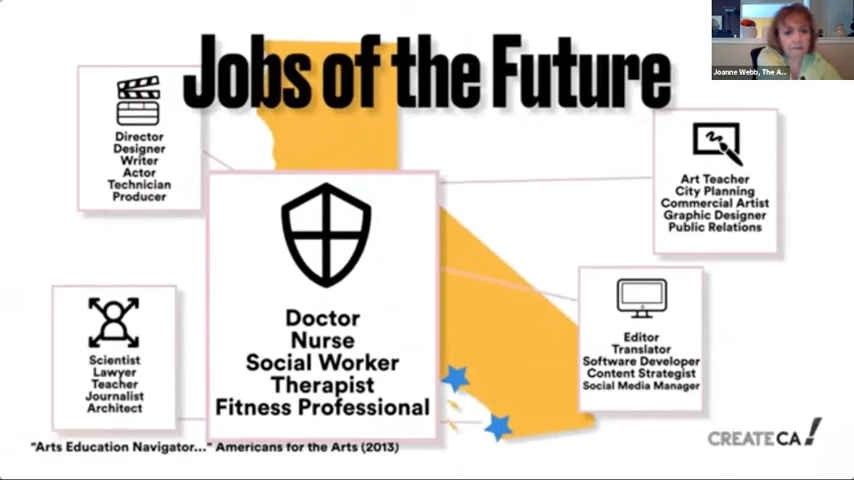 Jobs of the Future
Joanne Webb, The A...
Director
Designer
Writer
Actor
Technician
Producer
Art Teacher
City Planning
Commercial Artist
Graphic Designer
Public Relations
Doctor
Nurse
Social Worker
Therapist
Fitness Professional
Scientist
Lawyer
Teacher
Journalist
Architect
Editor
Translator
Software Developer
Content Strategist
Social Media Manager
"Arts Education Navigator..." Americans for the Arts (2013)
CREATE CA!